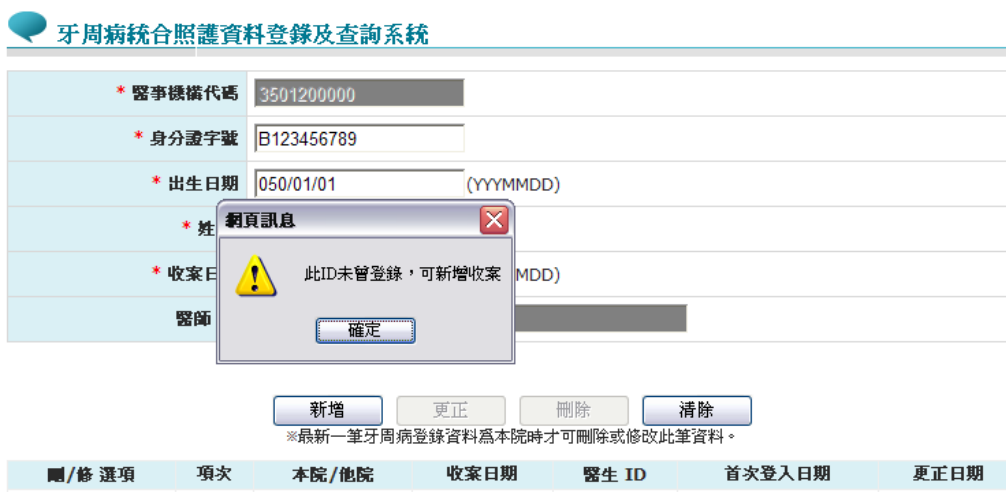 牙周病統合照護資料登錄及查詢系統
* 醫事機構代碼 3501200000
* 身分證字號 B123456789
* 出生日期 050/01/01 (YYYMMDD)
* 姓
網頁訊息
* 收案日 MDD)
此ID未曾登錄，可新增收案
醫師
確定
新增 更正 刪除 清除
※最新一筆牙周病登錄資料為本院時才可刪除或修改此筆資料。
刪/修 選項 項次 本院/他院 收案日期 醫生 ID 首次登入日期 更正日期